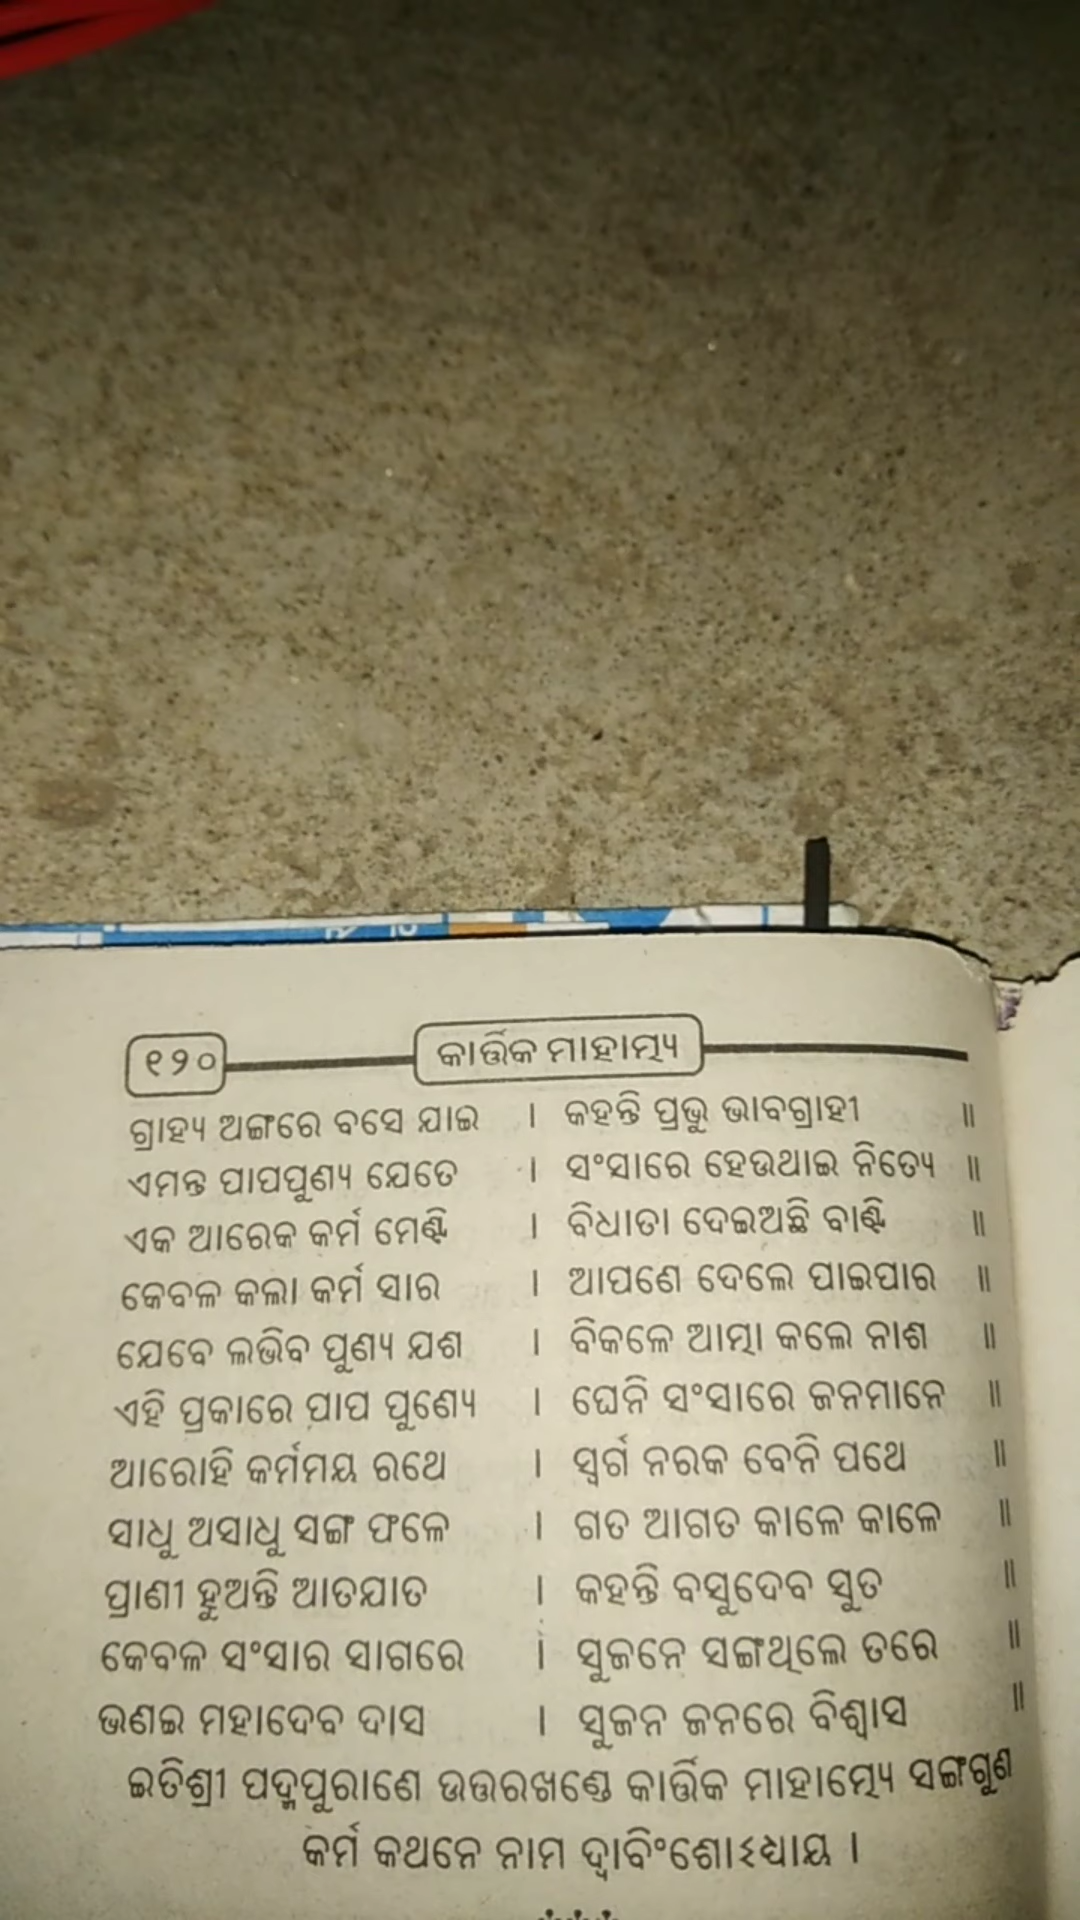 ୧୨୦ କାର୍ତ୍ତିକ ମାହାତ୍ମ୍ୟ
ଗ୍ରାହ୍ୟ ଅଙ୍ଗରେ ବସେ ଯାଇ । କହନ୍ତି ପ୍ରଭୁ ଭାବଗ୍ରାହୀ ॥
ଏମନ୍ତ ପାପପୁଣ୍ୟ ଯେତେ । ସଂସାରେ ହେଉଥାଇ ନିତ୍ୟେ ॥
ଏକ ଆରେକ କର୍ମ ମେଣ୍ଟି । ବିଧାତା ଦେଇଅଛି ବାଣ୍ଟି ॥
କେବଳ କଲା କର୍ମ ସାର । ଆପଣେ ଦେଲେ ପାଇପାର ॥
ଯେବେ ଲଭିବ ପୁଣ୍ୟ ଯଶ । ବିକଳେ ଆତ୍ମା କଲେ ନାଶ ॥
ଏହି ପ୍ରକାରେ ପାପ ପୁଣ୍ୟେ । ଘେନି ସଂସାରେ ଜନମାନେ ॥
ଆରୋହି କର୍ମମୟ ରଥେ । ସ୍ୱର୍ଗ ନରକ ବେନି ପଥେ ॥
ସାଧୁ ଅସାଧୁ ସଙ୍ଗ ଫଳେ । ଗତ ଆଗତ କାଳେ କାଳେ ॥
ପ୍ରାଣୀ ହୁଅନ୍ତି ଆତଯାତ । କହନ୍ତି ବସୁଦେବ ସୁତ ॥
କେବଳ ସଂସାର ସାଗରେ । ସୁଜନେ ସଙ୍ଗଥିଲେ ତରେ ॥
ଭଣଇ ମହାଦେବ ଦାସ । ସୁଜନ ଜନରେ ବିଶ୍ୱାସ ॥
ଇତିଶ୍ରୀ ପଦ୍ମପୁରାଣେ ଉତ୍ତରଖଣ୍ଡେ କାର୍ତ୍ତିକ ମାହାତ୍ମ୍ୟେ ସଙ୍ଗଗୁଣ
କର୍ମ କଥନେ ନାମ ଦ୍ୱାବିଂଶୋଽଧ୍ୟାୟ ।